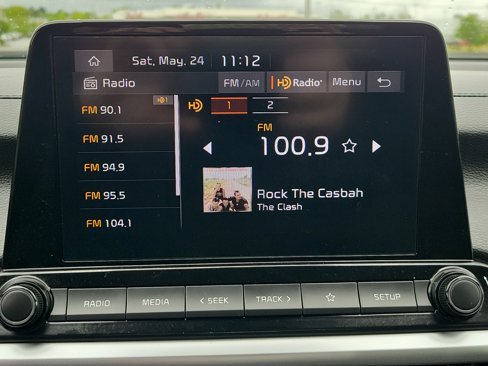 Sat, May. 24 11:12
Radio FM/AM HD Radio Menu
HD1
FM 90.1
FM 91.5
FM 94.9
FM 95.5
FM 104.1
HD 1 2
FM
100.9
Rock The Casbah
The Clash
RADIO MEDIA < SEEK TRACK > SETUP